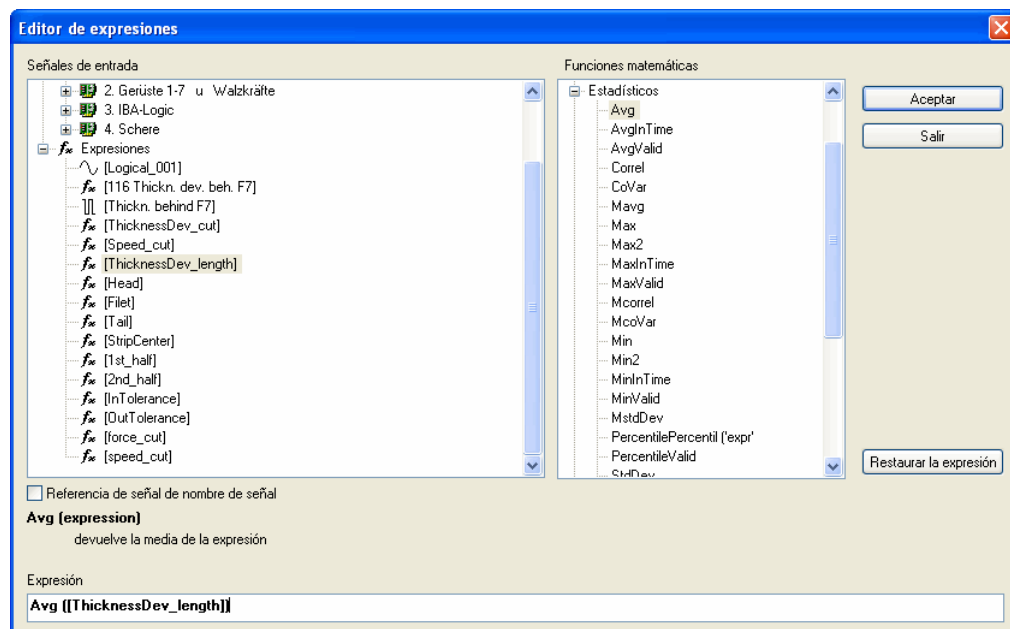 Editor de expresiones
Señales de entrada
2. Gerüste 1-7 u Walzkräfte
3. IBA-Logic
4. Schere
Expresiones
[Logical_001]
[116 Thickn. dev. beh. F7]
[Thickn. behind F7]
[ThicknessDev_cut]
[Speed_cut]
[ThicknessDev_length]
[Head]
[Filet]
[Tail]
[StripCenter]
[1st_half]
[2nd_half]
[InTolerance]
[OutTolerance]
[force_cut]
[speed_cut]
Funciones matemáticas
Estadísticos
Avg
AvgInTime
AvgValid
Correl
CoVar
Mavg
Max
Max2
MaxInTime
MaxValid
Mcorrel
McoVar
Min
Min2
MinInTime
MinValid
MstdDev
PercentilePercentil ('expr'
PercentileValid
StdDev
Aceptar
Salir
Restaurar la expresión
Referencia de señal de nombre de señal
Avg (expression)
devuelve la media de la expresión
Expresión
Avg ([ThicknessDev_length])